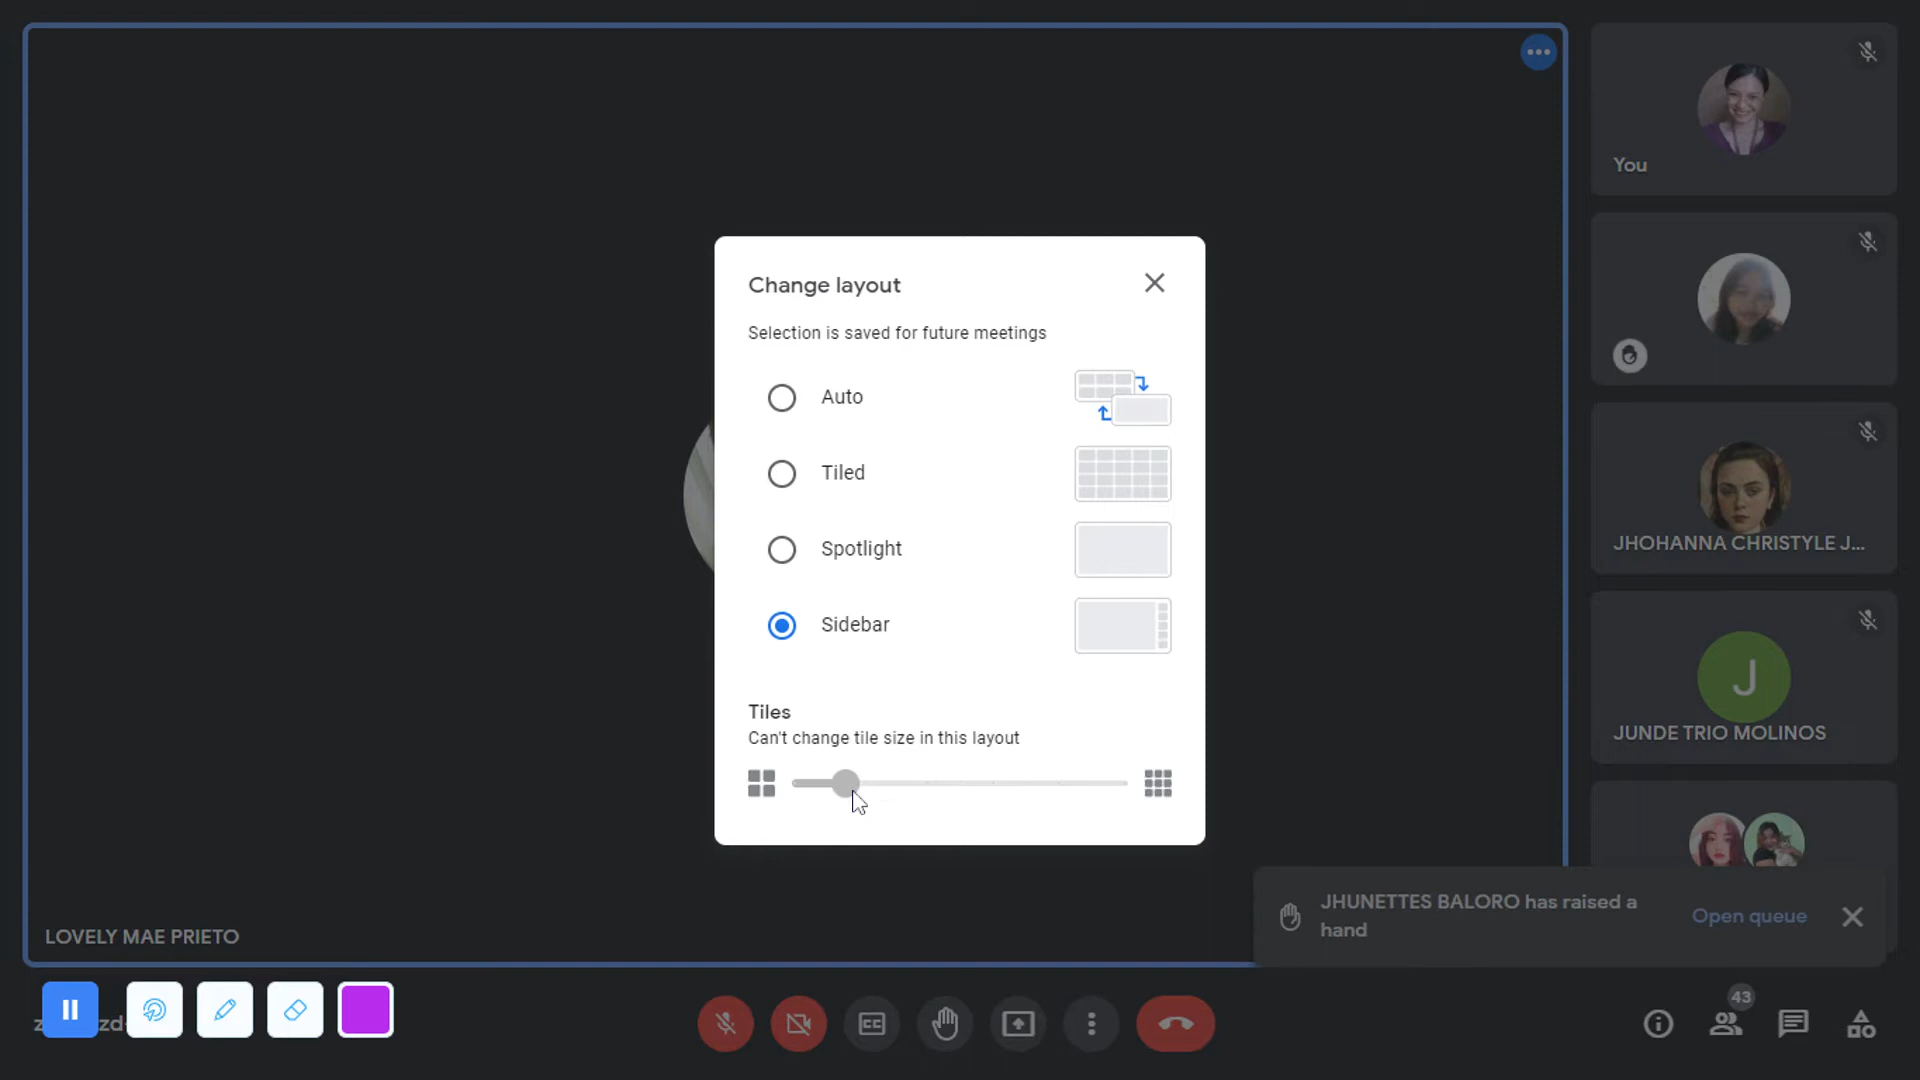 You
Change layout
Selection is saved for future meetings
Auto
Tiled
Spotlight
Sidebar
Tiles
Can't change tile size in this layout
JHOHANNA CHRISTYLE J...
J
JUNDE TRIO MOLINOS
JHUNETTES BALORO has raised a
hand
Open queue
LOVELY MAE PRIETO
CC
43